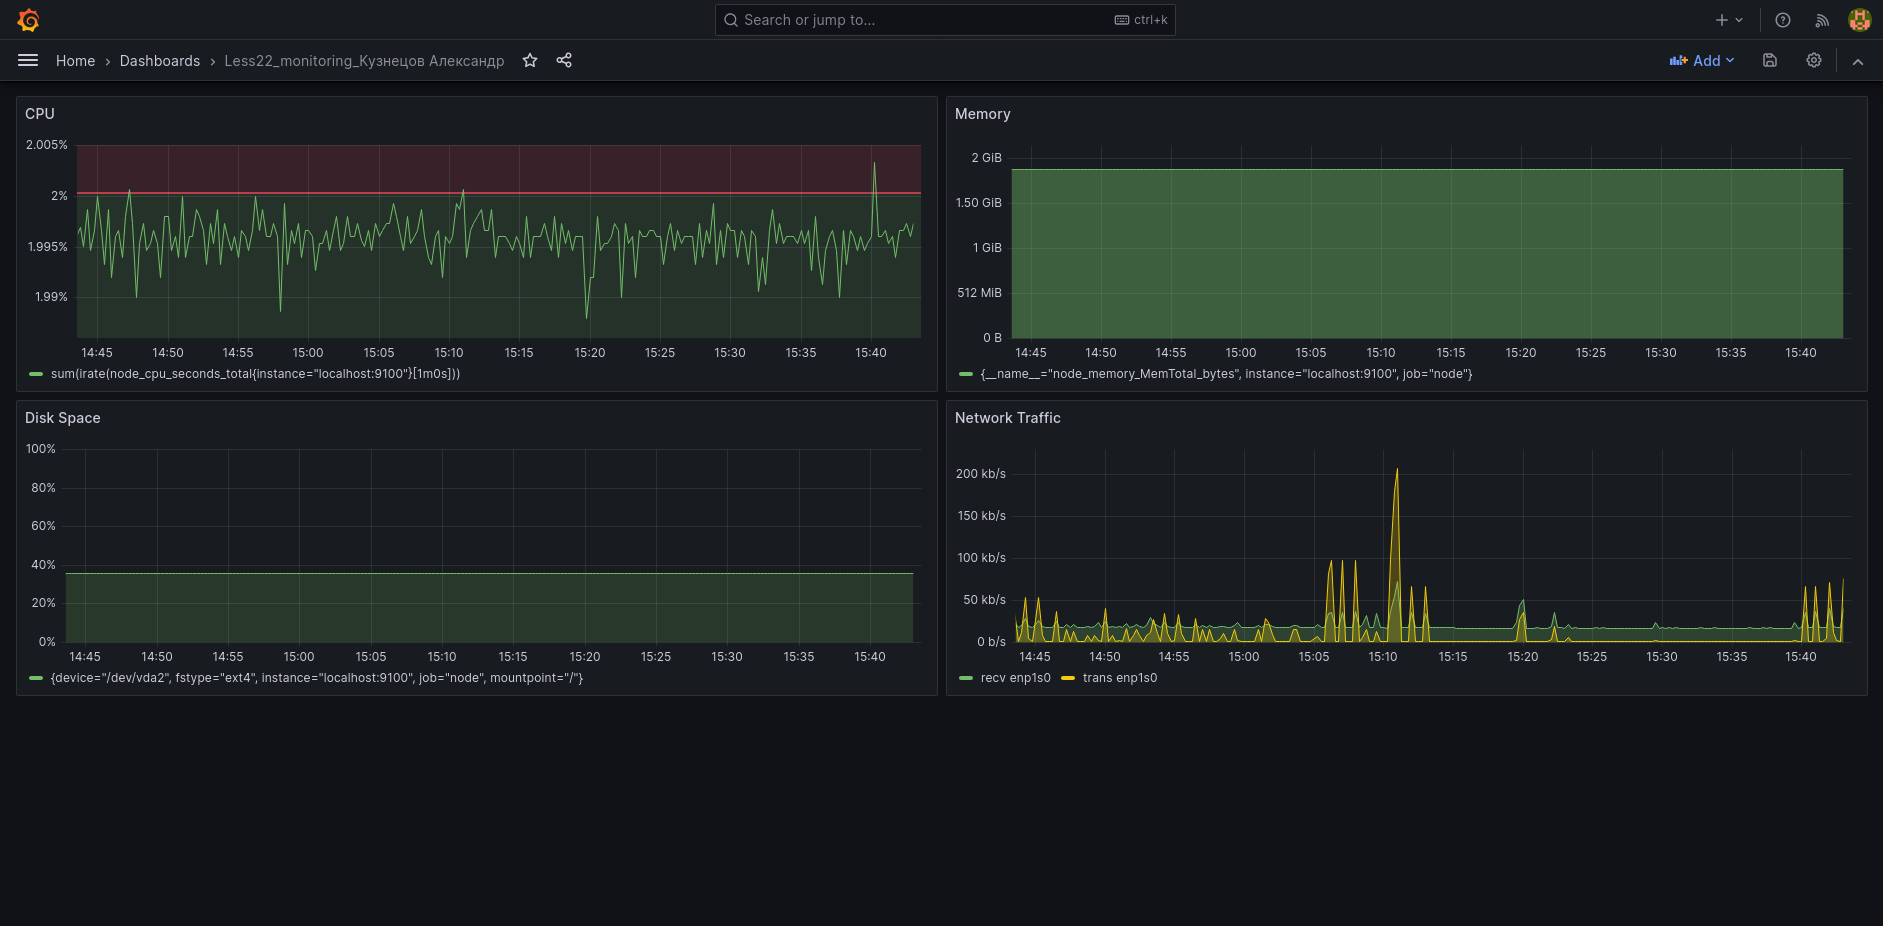 Search or jump to... ctrl+k
Home › Dashboards › Less22_monitoring_Кузнецов Александр
Add
CPU
2.005%
2%
1.995%
1.99%
14:45 14:50 14:55 15:00 15:05 15:10 15:15 15:20 15:25 15:30 15:35 15:40
sum(irate(node_cpu_seconds_total{instance="localhost:9100"}[1m0s]))
Memory
2 GiB
1.50 GiB
1 GiB
512 MiB
0 B
14:45 14:50 14:55 15:00 15:05 15:10 15:15 15:20 15:25 15:30 15:35 15:40
{__name__="node_memory_MemTotal_bytes", instance="localhost:9100", job="node"}
Disk Space
100%
80%
60%
40%
20%
0%
14:45 14:50 14:55 15:00 15:05 15:10 15:15 15:20 15:25 15:30 15:35 15:40
{device="/dev/vda2", fstype="ext4", instance="localhost:9100", job="node", mountpoint="/"}
Network Traffic
200 kb/s
150 kb/s
100 kb/s
50 kb/s
0 b/s
14:45 14:50 14:55 15:00 15:05 15:10 15:15 15:20 15:25 15:30 15:35 15:40
recv enp1s0 trans enp1s0